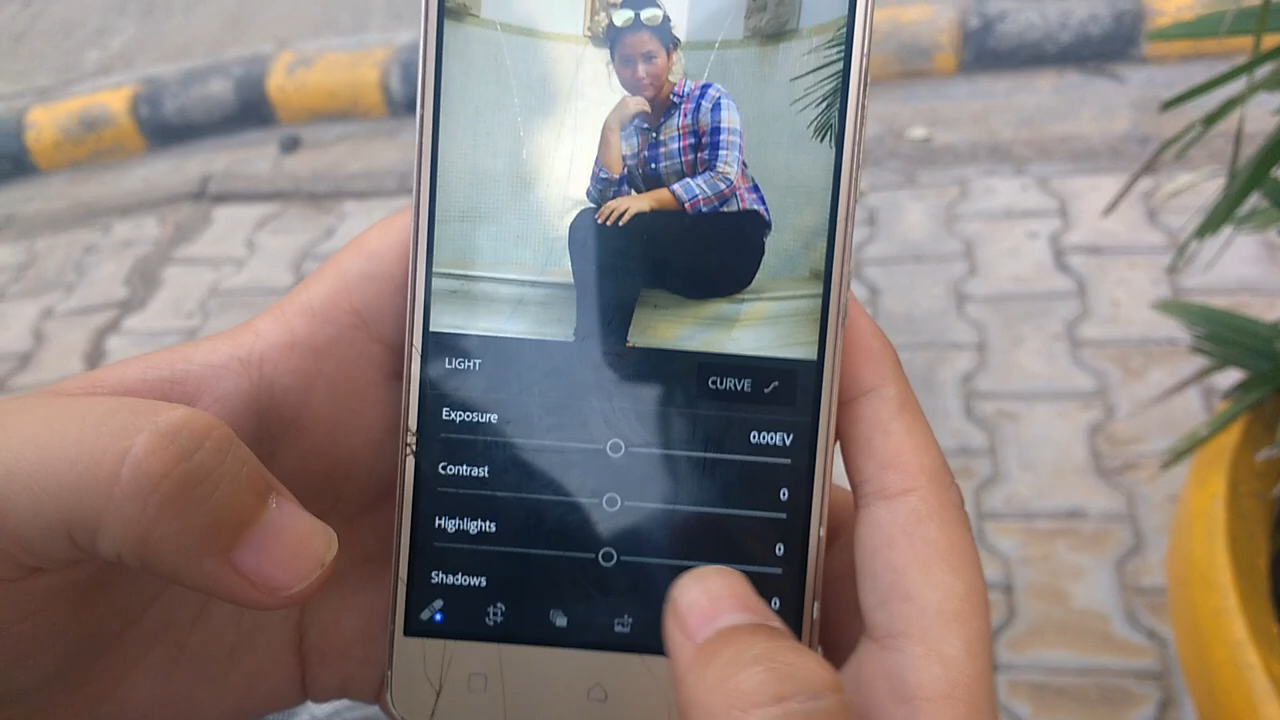 LIGHT
CURVE
Exposure
0.00EV
Contrast
0
Highlights
0
Shadows
0